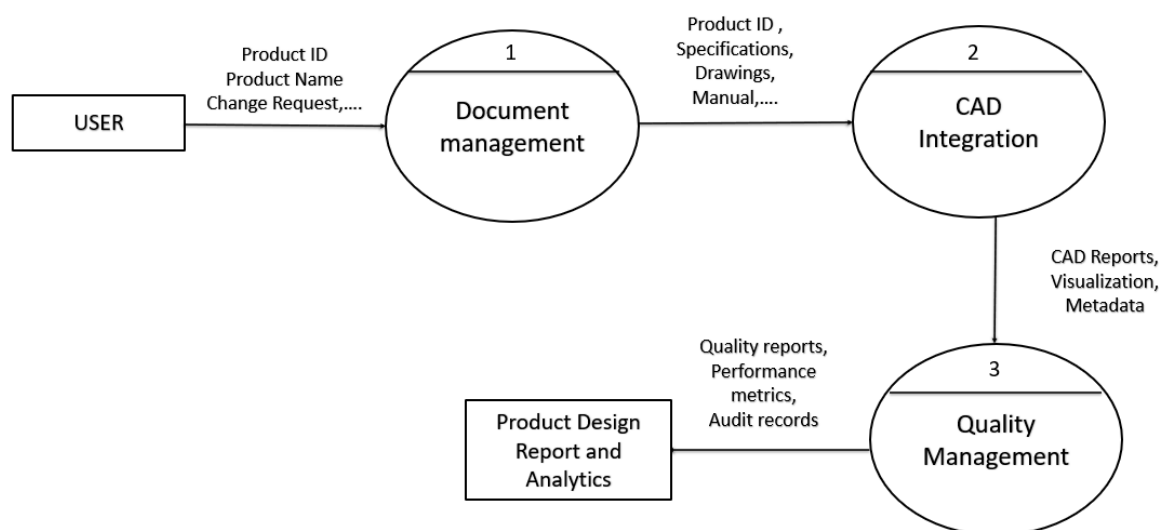 USER
Product ID
Product Name
Change Request,....
1
Document
management
Product ID ,
Specifications,
Drawings,
Manual,....
2
CAD
Integration
CAD Reports,
Visualization,
Metadata
3
Quality
Management
Quality reports,
Performance
metrics,
Audit records
Product Design
Report and
Analytics